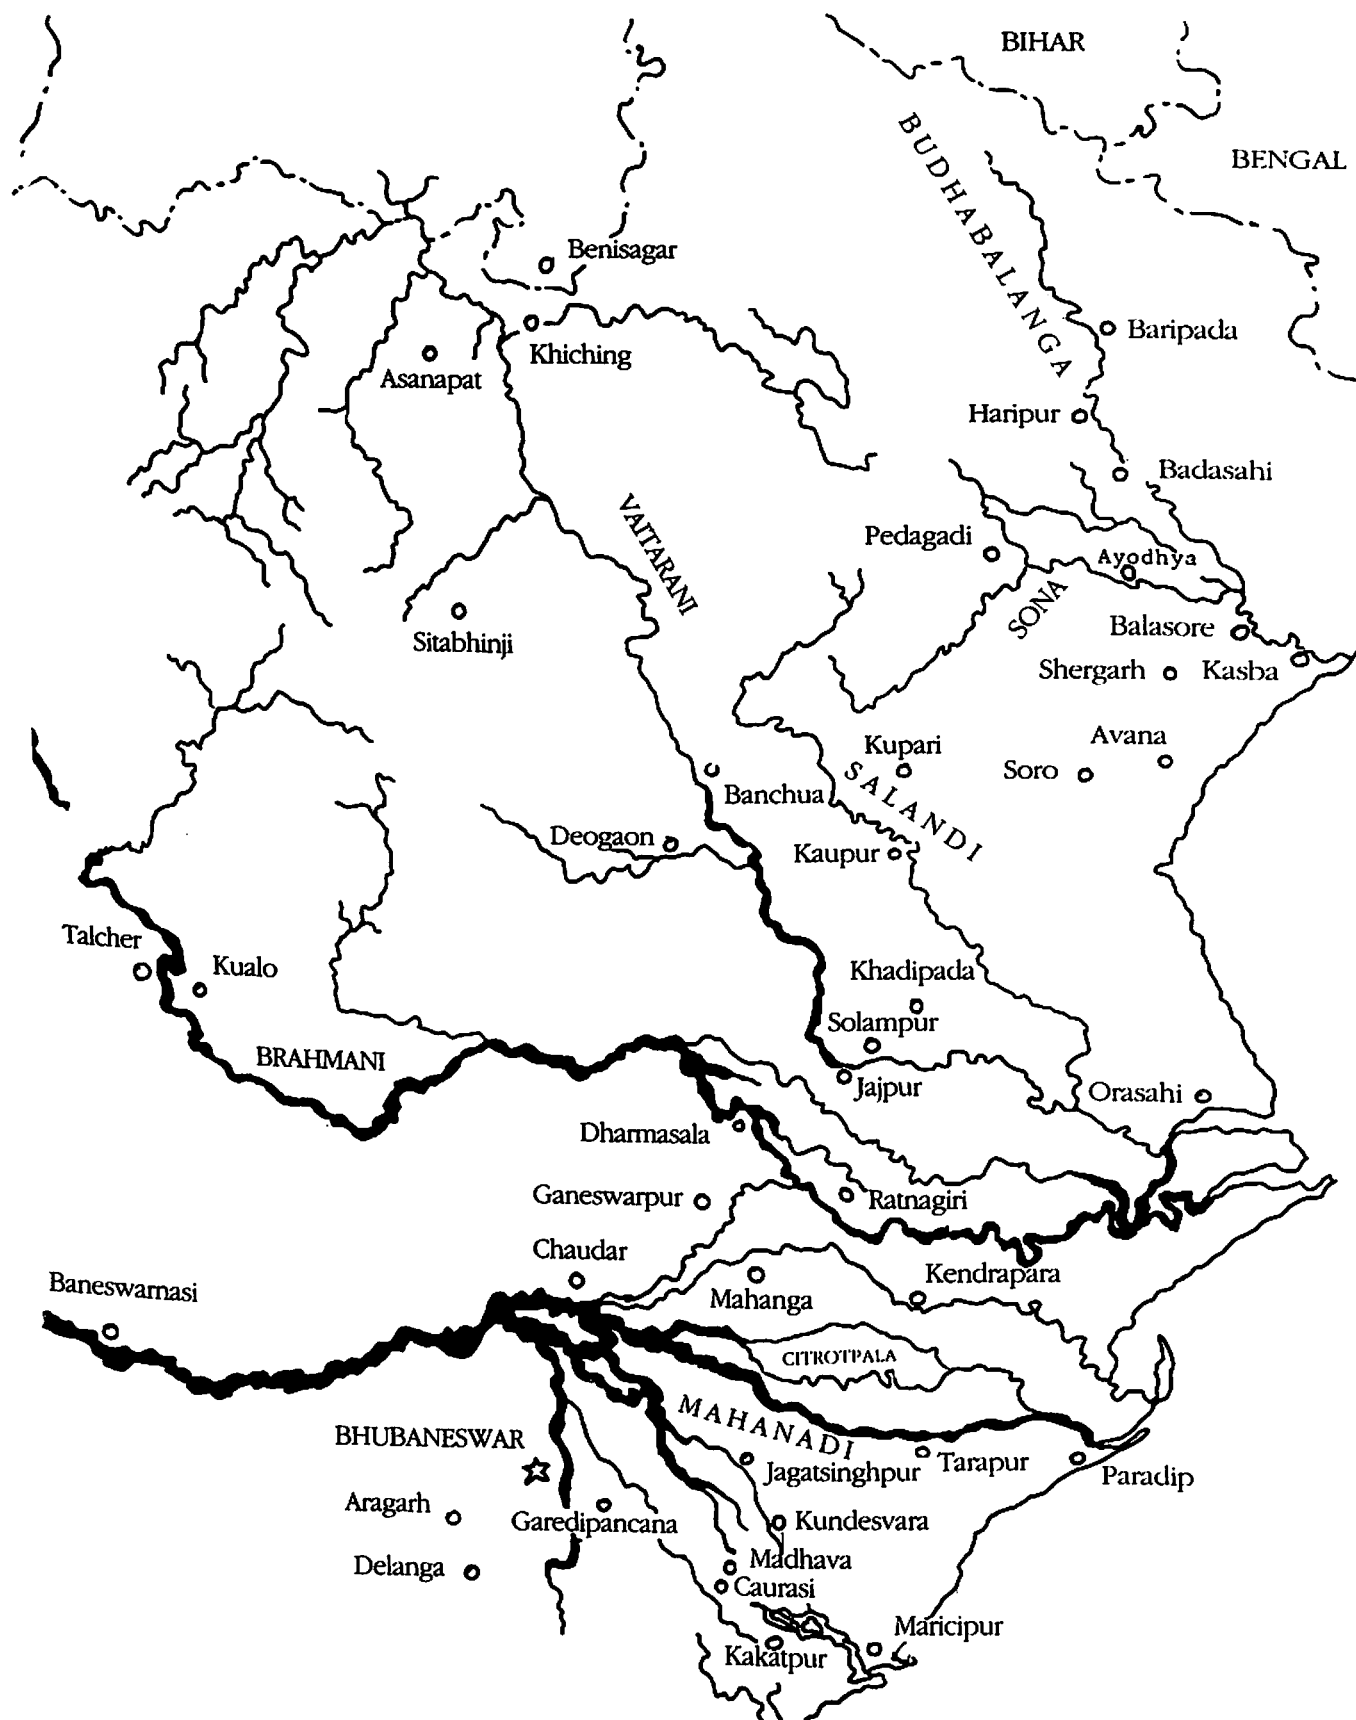 BIHAR
BENGAL
BUDHABALANGA
Benisagar
Baripada
Khiching
Asanapat
Haripur
Badasahi
VAITARANI
Pedagadi
Ayodhya
SONA
Balasore
Sitabhinji
Shergarh
Kasba
Avana
Kupari
Soro
SALANDI
Banchua
Deogaon
Kaupur
Talcher
Kualo
Khadipada
Solampur
BRAHMANI
Jajpur
Orasahi
Dharmasala
Ganeswarpur
Ratnagiri
Chaudar
Kendrapara
Baneswarnasi
Mahanga
CITROTPALA
MAHANADI
BHUBANESWAR
Jagatsinghpur
Tarapur
Paradip
Aragarh
Garedipancana
Kundesvara
Delanga
Madhava
Caurasi
Maricipur
Kakatpur